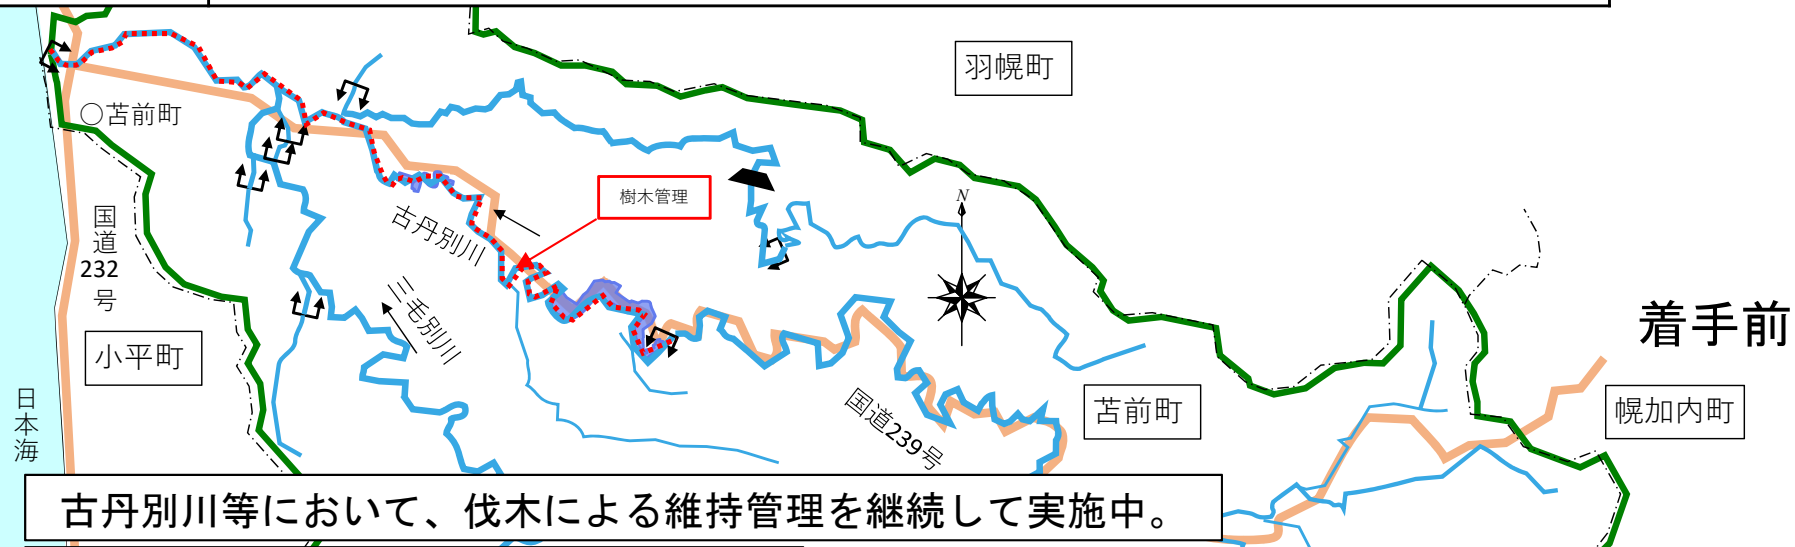 羽幌町
○苫前町
樹木管理
N
古丹別川
国道232号
三毛別川
着手前
小平町
苫前町
幌加内町
国道239号
日本海
古丹別川等において、伐木による維持管理を継続して実施中。